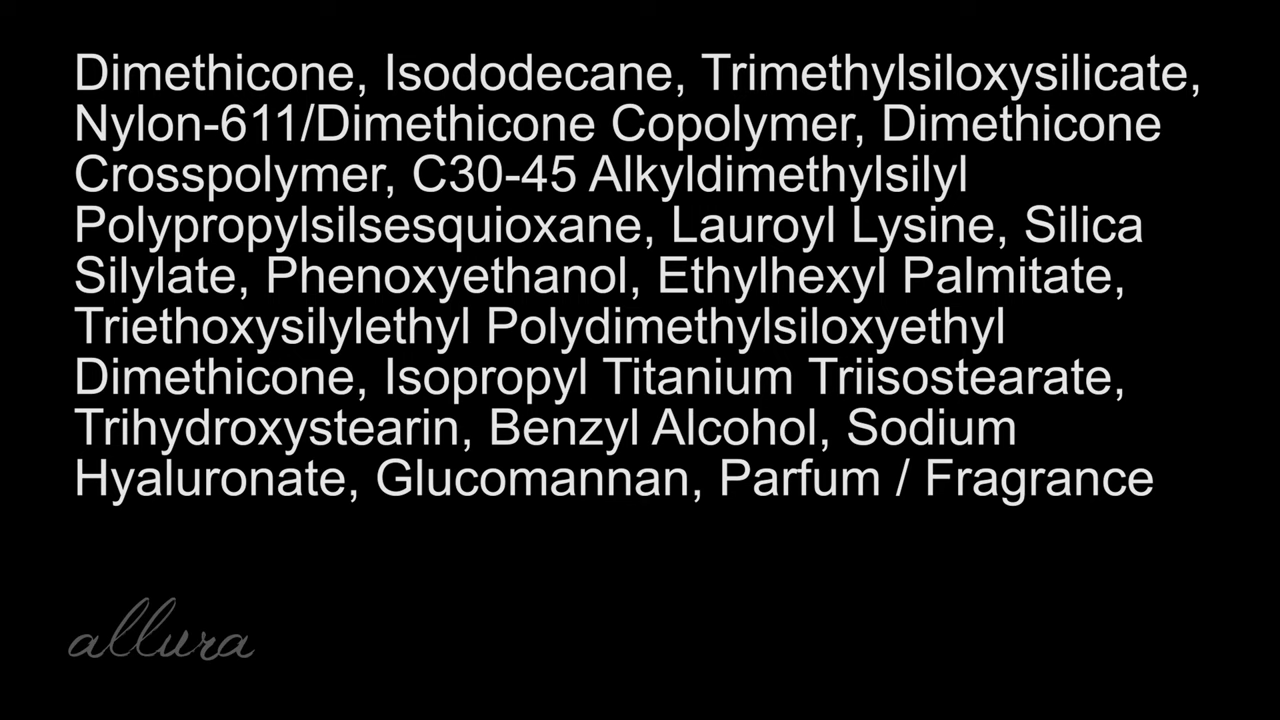 Dimethicone, Isododecane, Trimethylsiloxysilicate,
Nylon-611/Dimethicone Copolymer, Dimethicone
Crosspolymer, C30-45 Alkyldimethylsilyl
Polypropylsilsesquioxane, Lauroyl Lysine, Silica
Silylate, Phenoxyethanol, Ethylhexyl Palmitate,
Triethoxysilylethyl Polydimethylsiloxyethyl
Dimethicone, Isopropyl Titanium Triisostearate,
Trihydroxystearin, Benzyl Alcohol, Sodium
Hyaluronate, Glucomannan, Parfum / Fragrance
allura